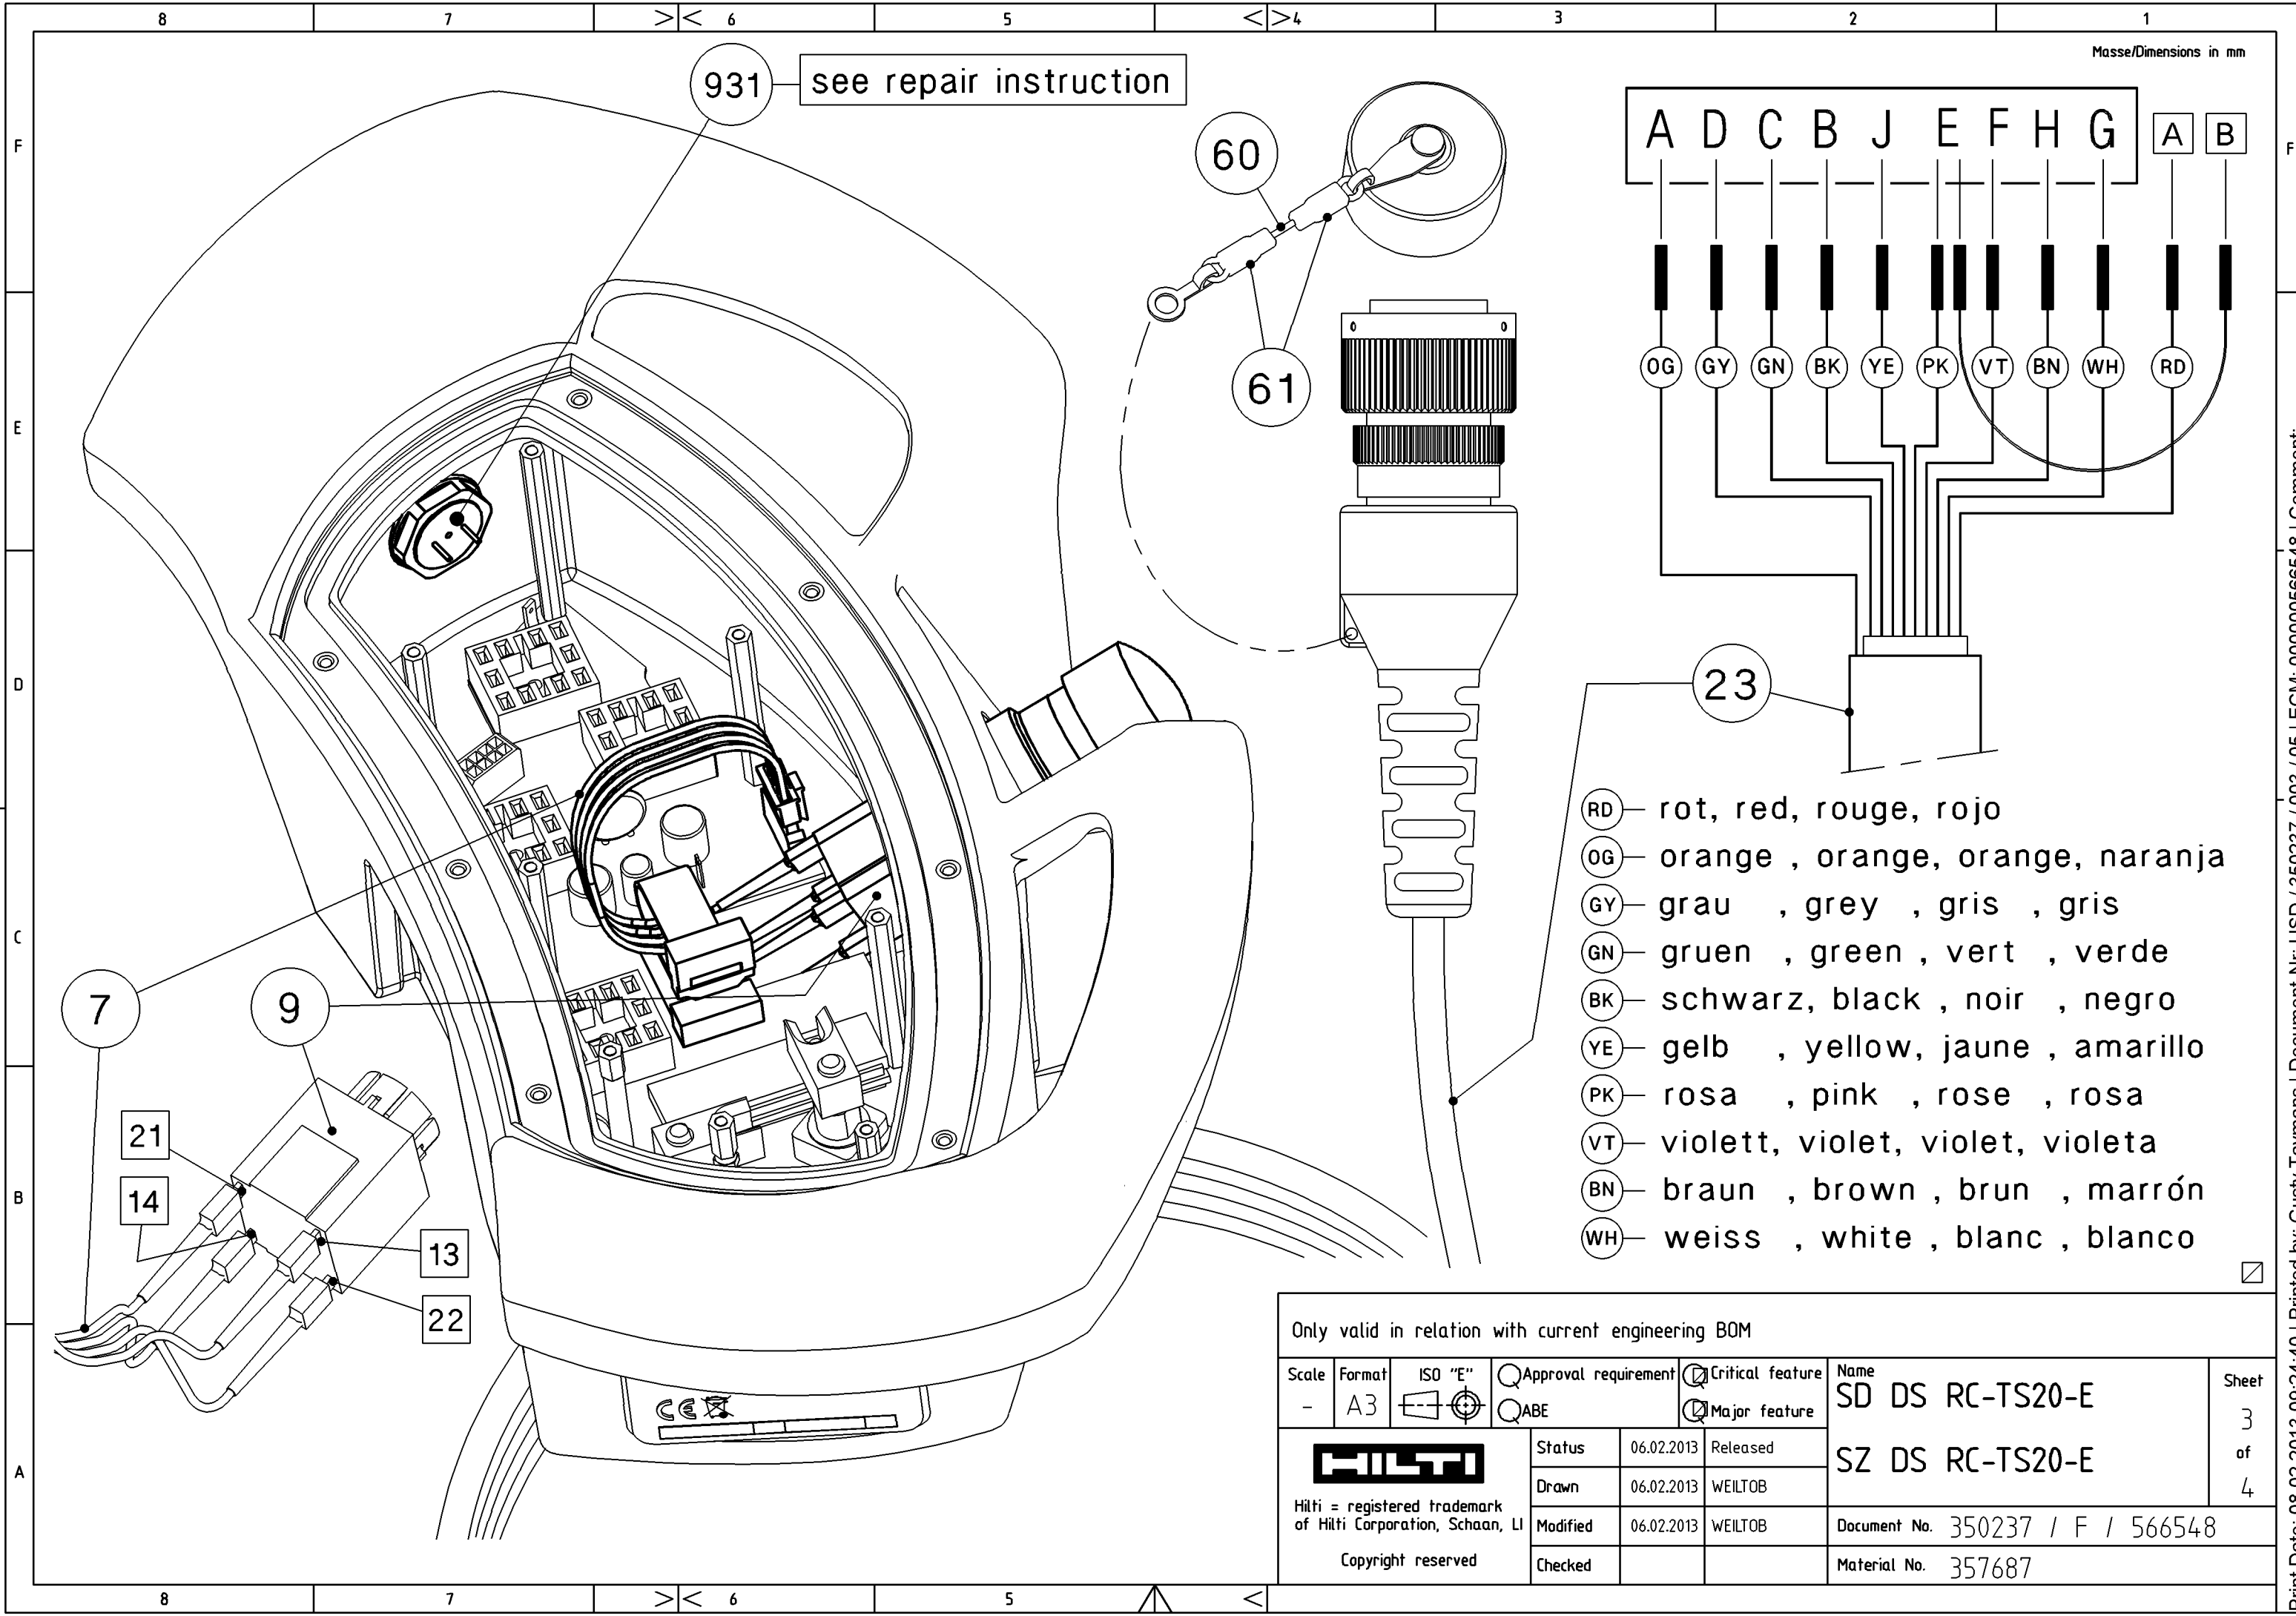 8 7 6 5 4 3 2 1
Masse/Dimensions in mm
931 see repair instruction
60
61
A D C B J E F H G A B
OG GY GN BK YE PK VT BN WH RD
23
RD rot, red, rouge, rojo
OG orange , orange, orange, naranja
GY grau , grey , gris , gris
GN gruen , green , vert , verde
BK schwarz, black , noir , negro
YE gelb , yellow, jaune , amarillo
PK rosa , pink , rose , rosa
VT violett, violet, violet, violeta
BN braun , brown , brun , marrón
WH weiss , white , blanc , blanco
7
9
21
14
13
22
CE
F
E
D
C
B
A
F
Only valid in relation with current engineering BOM
Scale
-
Format
A3
ISO "E"
Approval requirement
ABE
Critical feature
Major feature
Name
SD DS RC-TS20-E
SZ DS RC-TS20-E
Sheet
3
of
4
HILTI
Hilti = registered trademark
of Hilti Corporation, Schaan, LI
Copyright reserved
Status 06.02.2013 Released
Drawn 06.02.2013 WEILTOB
Modified 06.02.2013 WEILTOB
Checked
Document No. 350237 / F / 566548
Material No. 357687
8 7 6 5